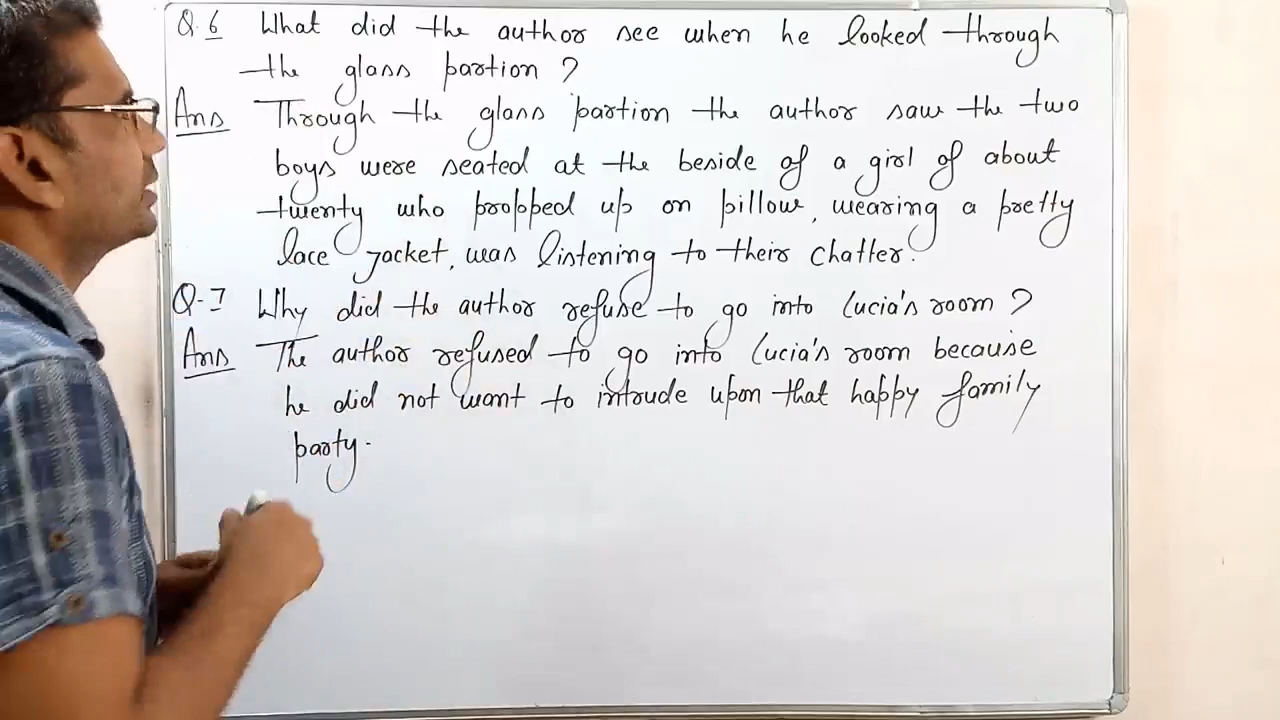 Q.6 What did the author see when he looked through
the glass partion ?
Ans Through the glass partion the author saw the two
boys were seated at the beside of a girl of about
twenty who propped up on pillow, wearing a pretty
lace Jacket, was listening to their chatter.
Q-7 Why did the author refuse to go into Lucia's room ?
Ans The author refused to go into Lucia's room because
he did not want to intrude upon that happy family
party.